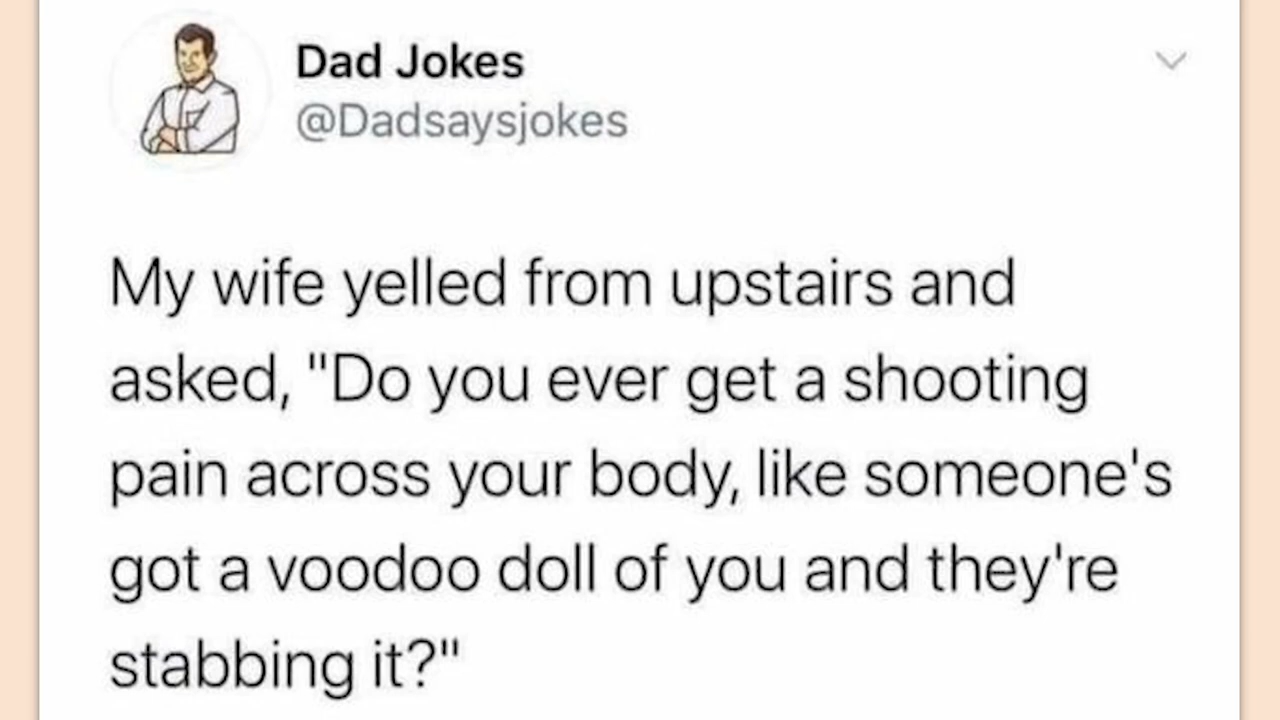 Dad Jokes
@Dadsaysjokes
My wife yelled from upstairs and
asked, "Do you ever get a shooting
pain across your body, like someone's
got a voodoo doll of you and they're
stabbing it?"